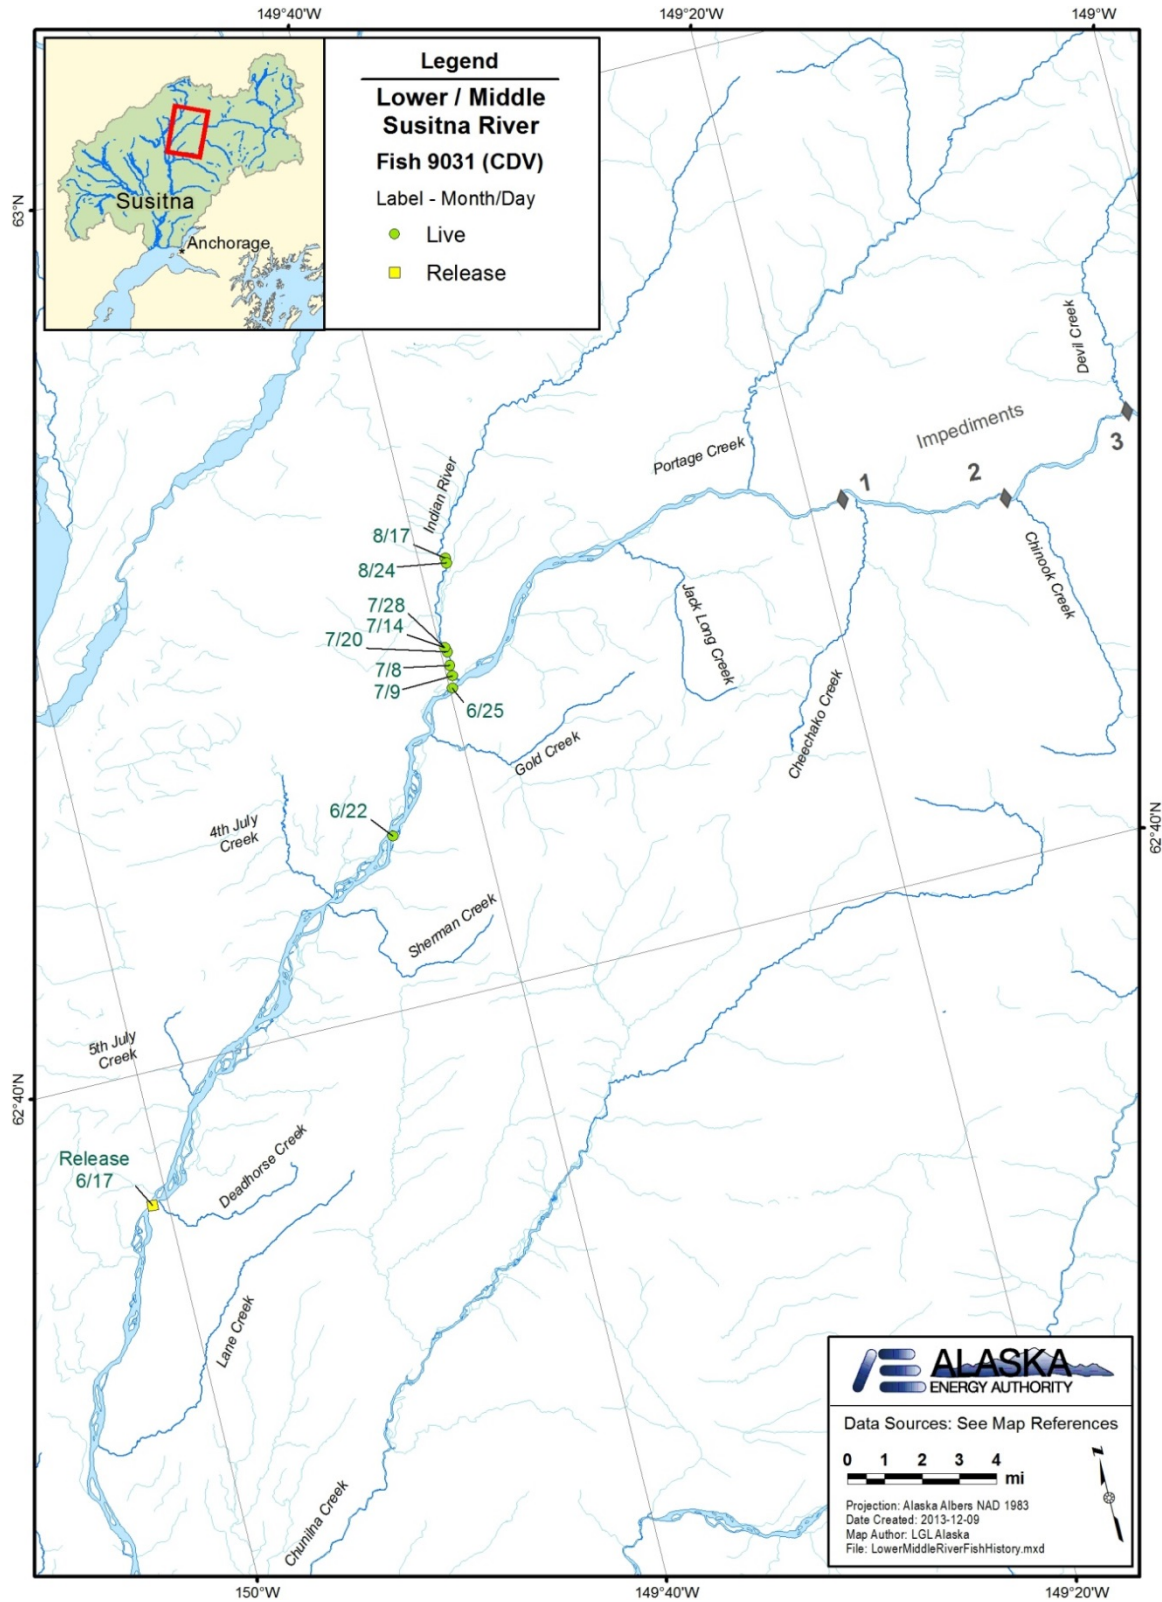 149°40'W
149°20'W
149°W
Legend
Lower / Middle
Susitna River
Fish 9031 (CDV)
Label - Month/Day
Live
Release
Susitna
Anchorage
63°N
Devil Creek
Impediments
3
Portage Creek
1
2
Indian River
8/17
8/24
Chinook Creek
7/28
7/14
7/20
7/8
7/9
6/25
Jack Long Creek
Cheechako Creek
Gold Creek
6/22
4th July
Creek
62°40'N
Sherman Creek
5th July
Creek
62°40'N
Release
6/17
Deadhorse Creek
Lane Creek
Chunilna Creek
ALASKA
ENERGY AUTHORITY
Data Sources: See Map References
0 1 2 3 4
mi
N
Projection: Alaska Albers NAD 1983
Date Created: 2013-12-09
Map Author: LGL Alaska
File: LowerMiddleRiverFishHistory.mxd
150°W
149°40'W
149°20'W